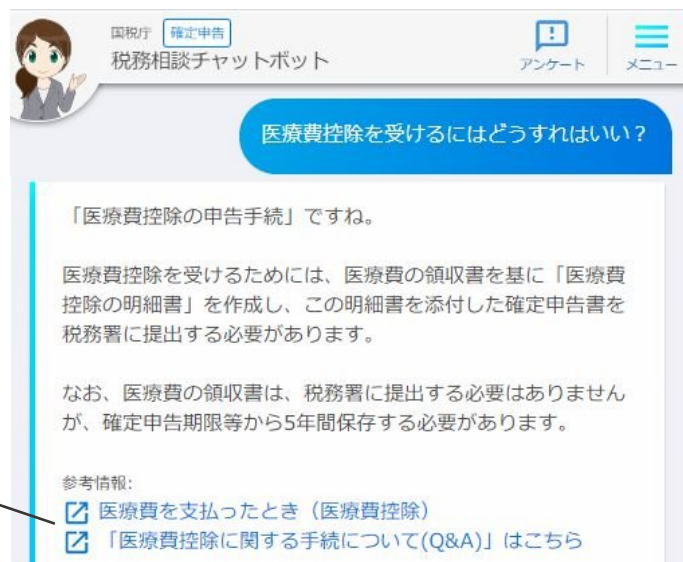 国税庁 確定申告
税務相談チャットボット
アンケート
メニュー
医療費控除を受けるにはどうすれはいい？
「医療費控除の申告手続」ですね。
医療費控除を受けるためには、医療費の領収書を基に「医療費
控除の明細書」を作成し、この明細書を添付した確定申告書を
税務署に提出する必要があります。
なお、医療費の領収書は、税務署に提出する必要はありません
が、確定申告期限等から5年間保存する必要があります。
参考情報:
医療費を支払ったとき（医療費控除）
「医療費控除に関する手続について(Q&A)」はこちら